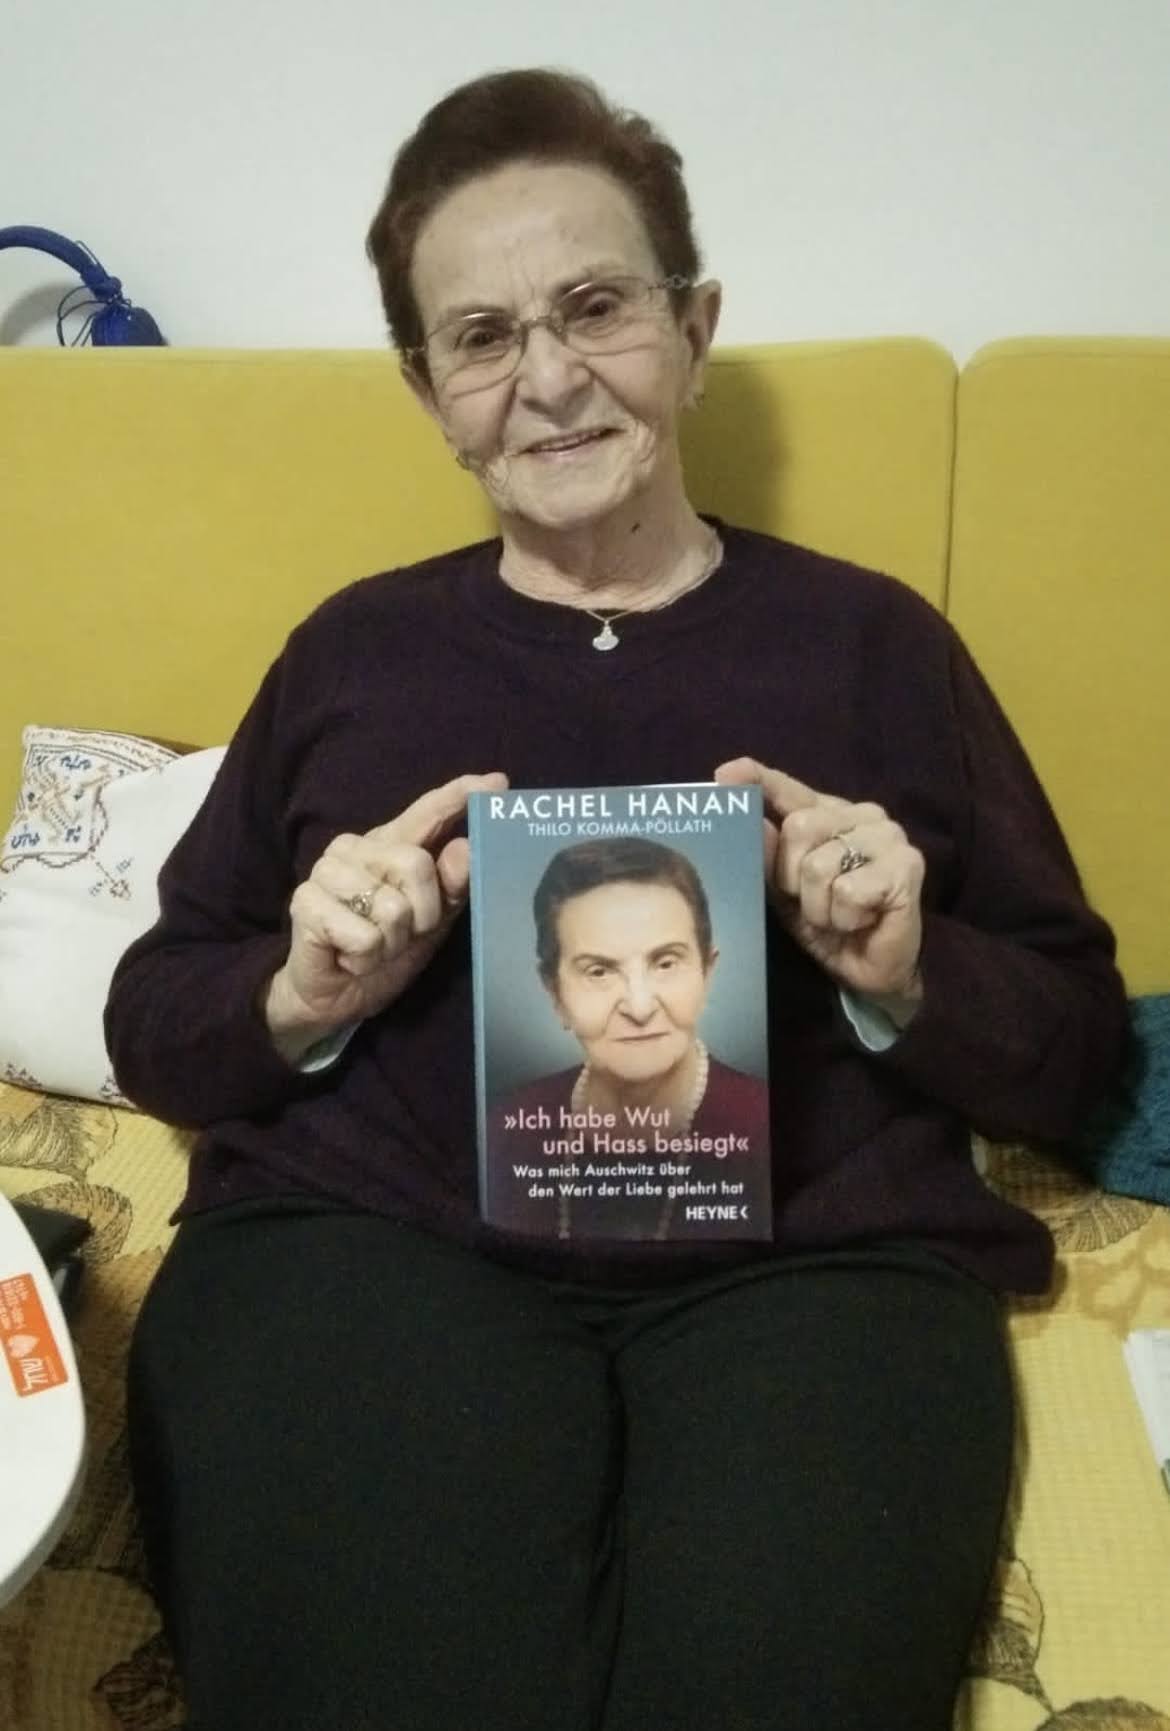 RACHEL HANAN
THILO KOMMA-PÖLLATH
»Ich habe Wut
und Hass besiegt«
Was mich Auschwitz über
den Wert der Liebe gelehrt hat
HEYNE<